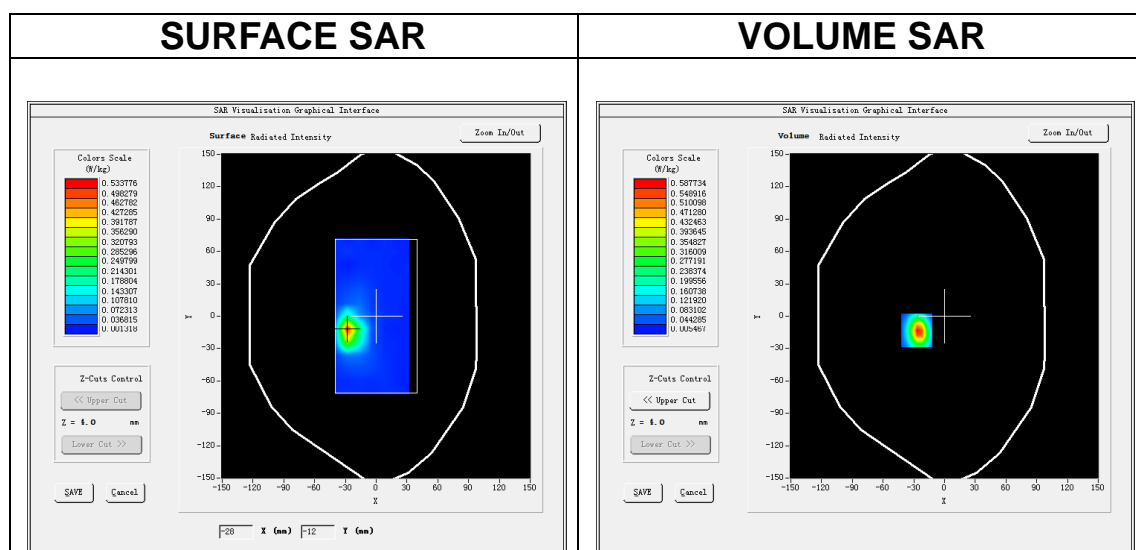 SURFACE SAR
VOLUME SAR
SAR Visualisation Graphical Interface
Surface Radiated Intensity
Zoom In/Out
Colors Scale
(W/kg)
0.533776
0.498279
0.462782
0.427285
0.391787
0.356290
0.320793
0.285296
0.249799
0.214301
0.178804
0.143307
0.107810
0.072313
0.036815
0.001318
Z-Cuts Control
<< Upper Cut
Z = 4.0 mm
Lower Cut >>
SAVE Cancel
150
120
90
60
30
0
-30
-60
-90
-120
-150
Y
-150 -120 -90 -60 -30 0 30 60 90 120 150
X
-28 X (mm) -12 Y (mm)
SAR Visualisation Graphical Interface
Volume Radiated Intensity
Zoom In/Out
Colors Scale
(W/kg)
0.587734
0.548916
0.510098
0.471280
0.432463
0.393645
0.354827
0.316009
0.277191
0.238374
0.199556
0.160738
0.121920
0.083102
0.044285
0.005467
Z-Cuts Control
<< Upper Cut
Z = 4.0 mm
Lower Cut >>
SAVE Cancel
150
120
90
60
30
0
-30
-60
-90
-120
-150
Y
-150 -120 -90 -60 -30 0 30 60 90 120 150
X